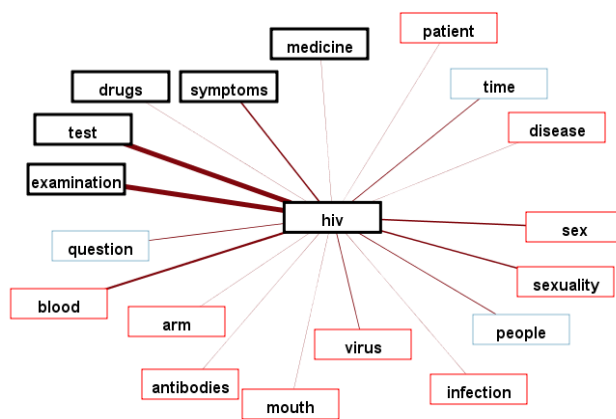 patient
medicine
time
drugs
symptoms
test
disease
examination
hiv
sex
question
sexuality
blood
arm
people
virus
antibodies
infection
mouth